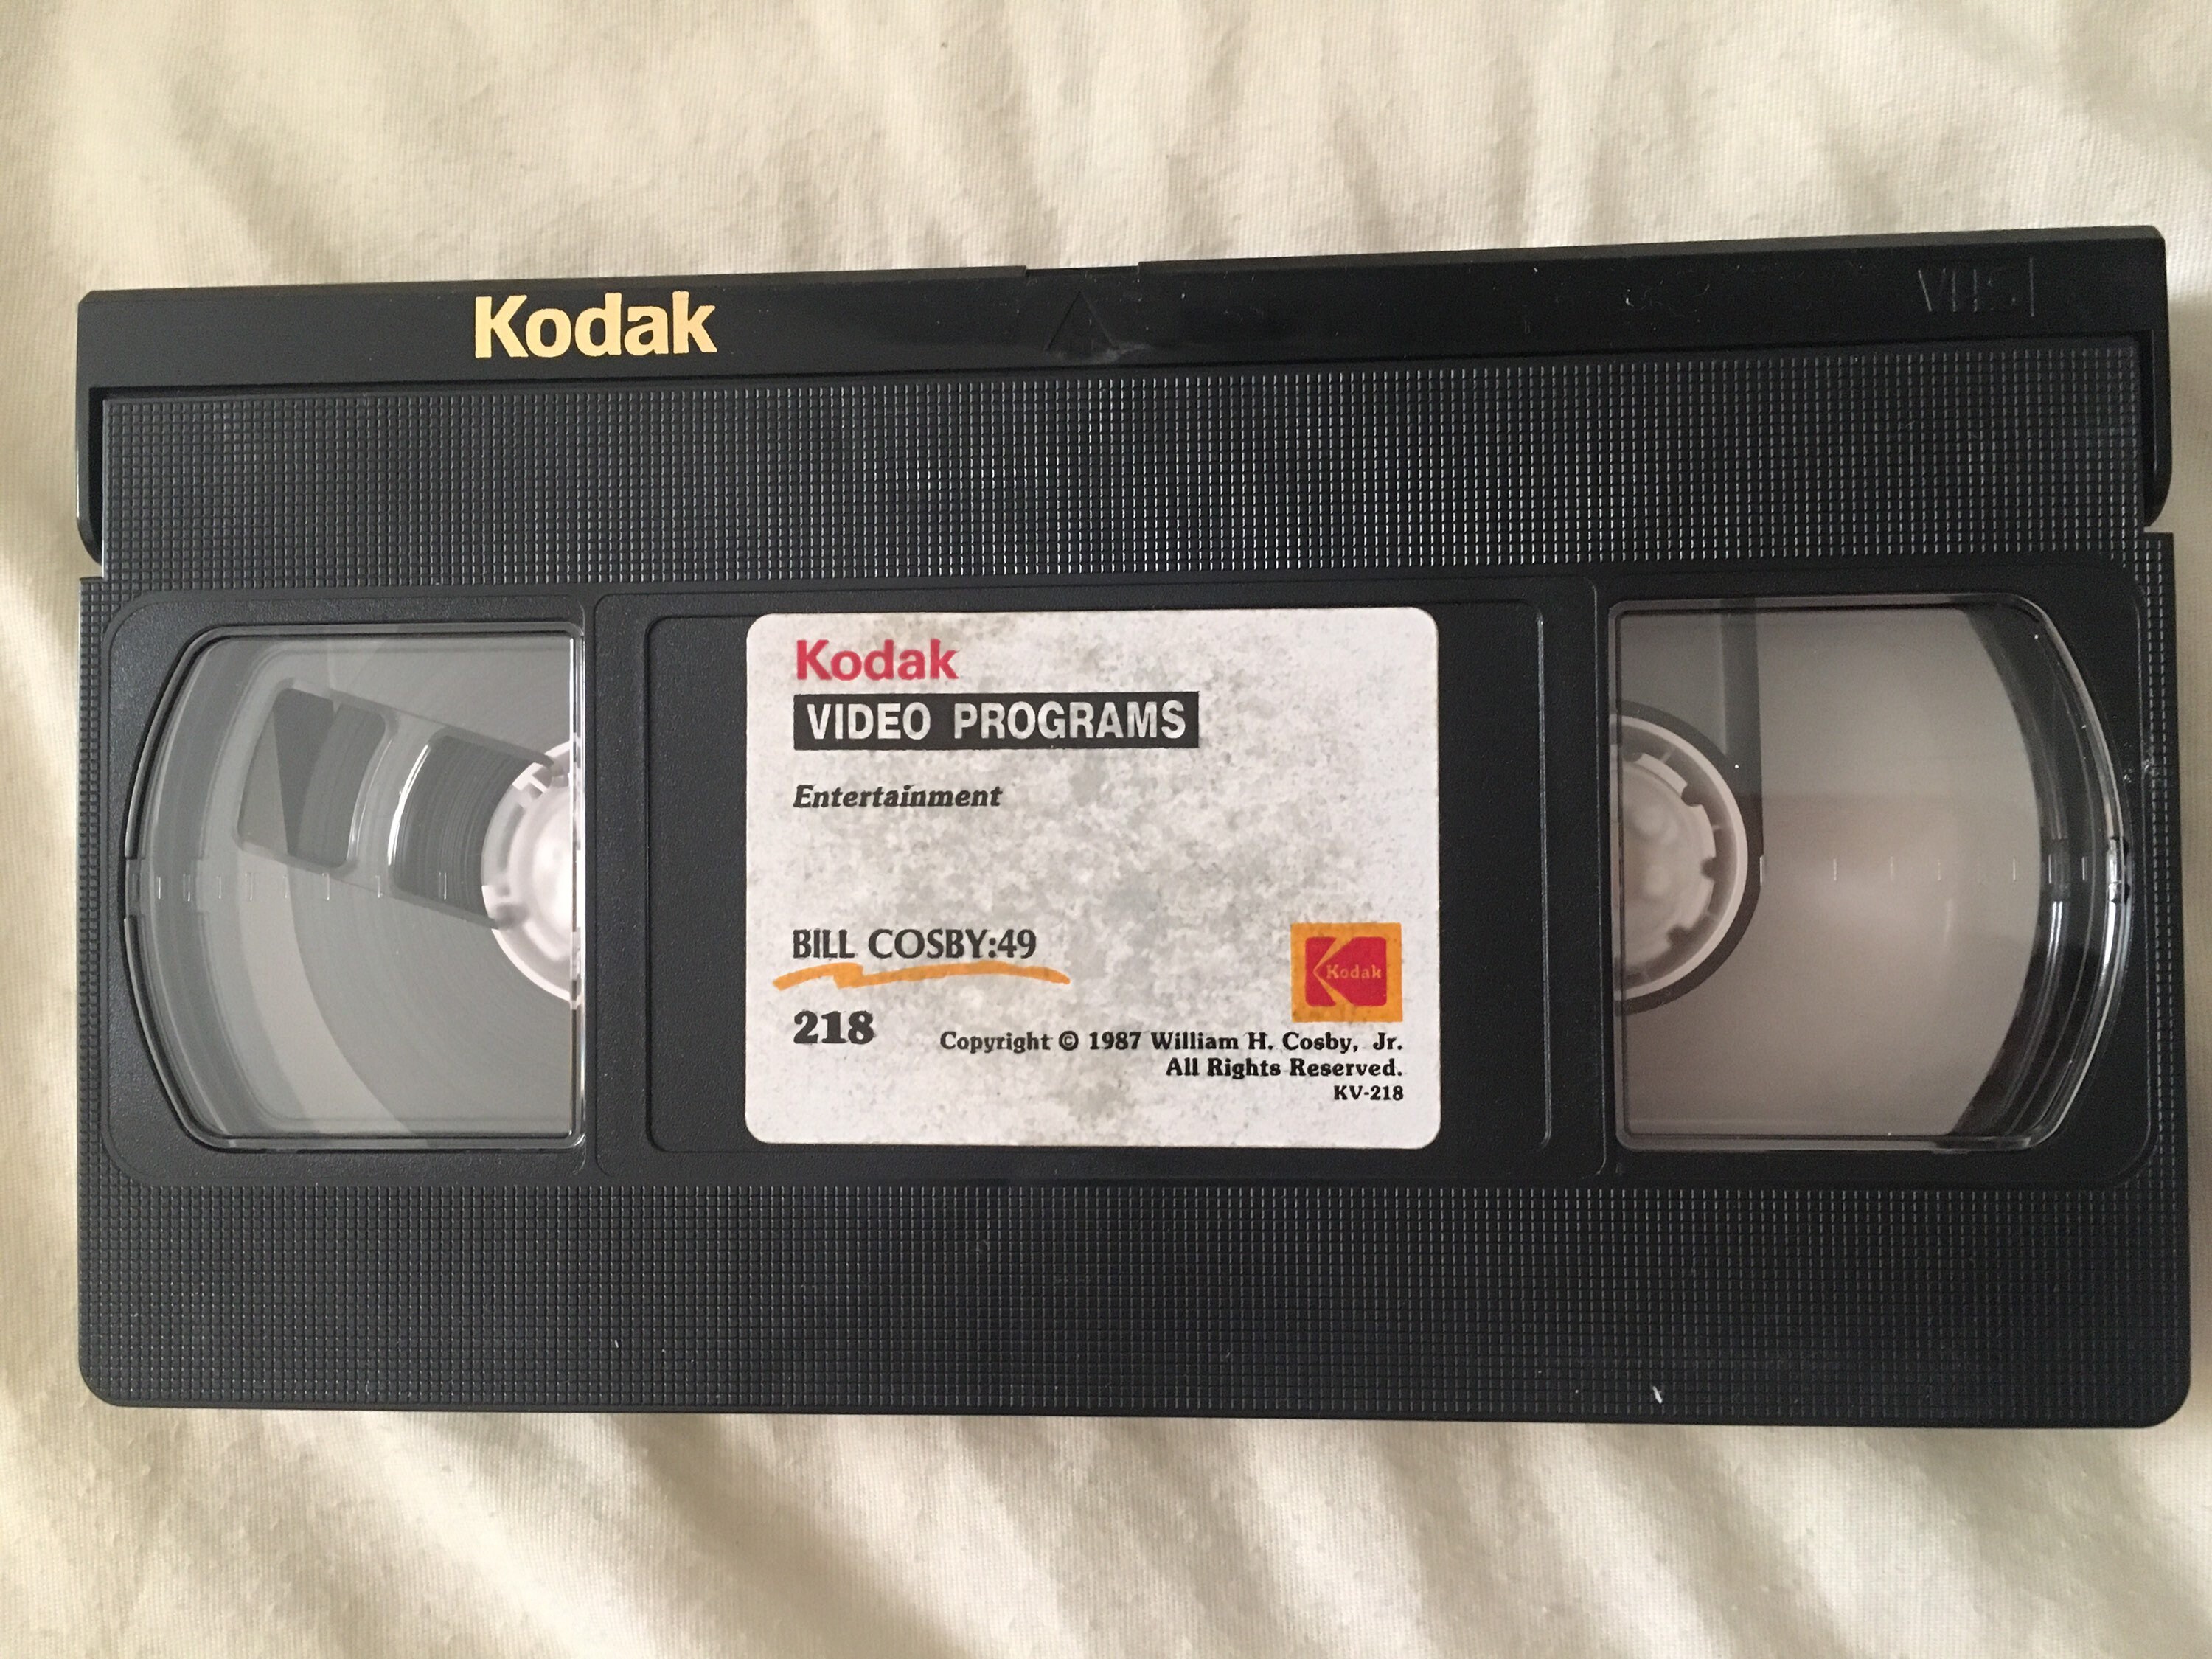 Kodak
VHS
Kodak
VIDEO PROGRAMS
Entertainment
BILL COSBY:49
Kodak
218
Copyright © 1987 William H. Cosby, Jr.
All Rights Reserved.
KV-218